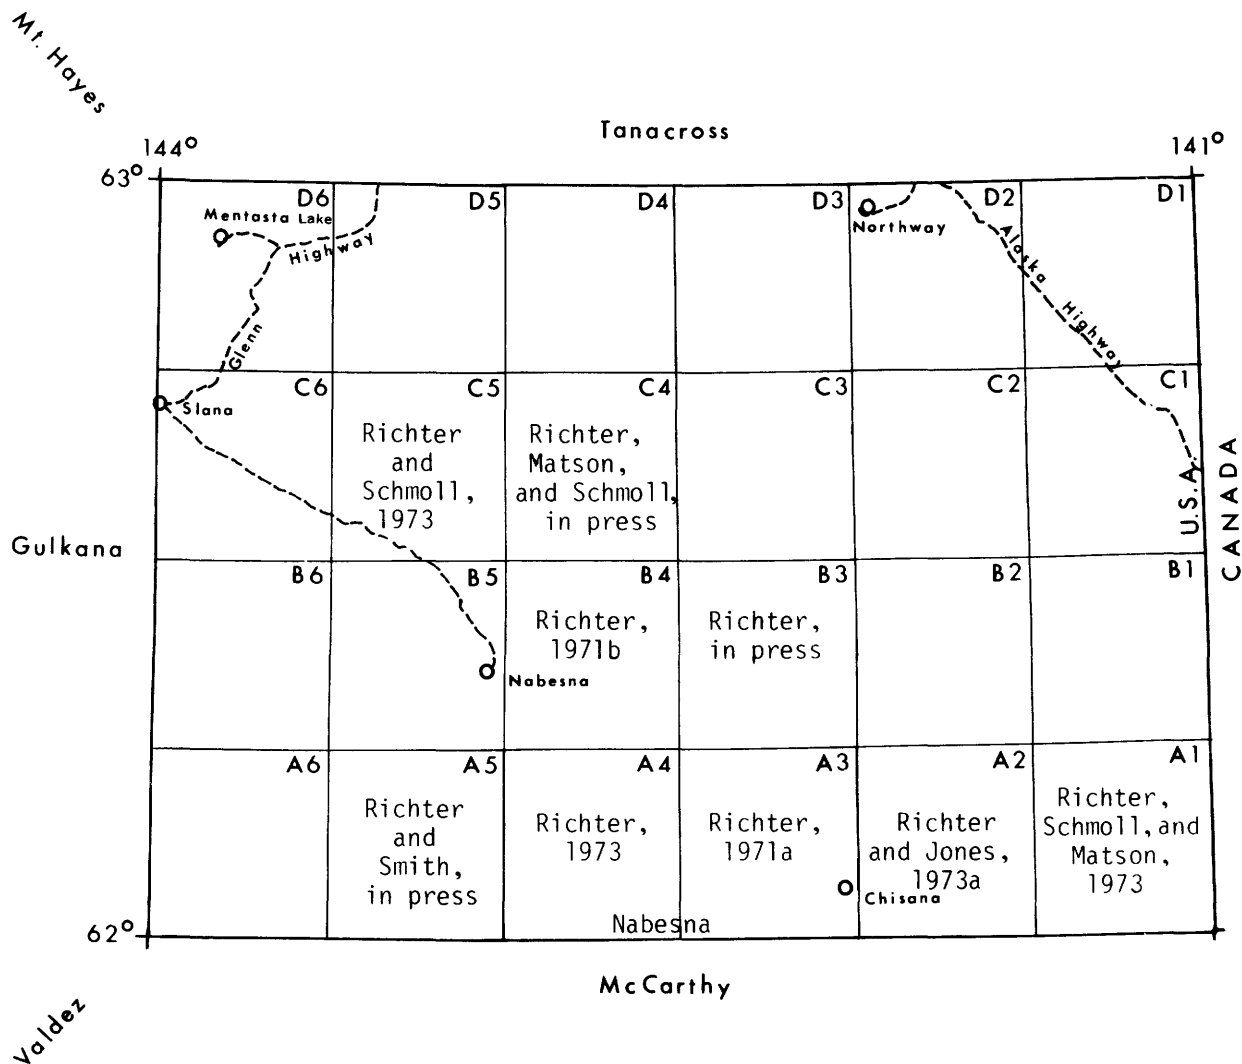 Mt. Hayes
Tanacross
144°
141°
63°
D6
D5
D4
D3
D2
D1
Mentasta Lake
Northway
Highway
Alaska Highway
Glenn
C6
C5
C4
C3
C2
C1
Slana
Richter
and
Schmoll,
1973
Richter,
Matson,
and Schmoll,
in press
U.S.A.
CANADA
Gulkana
B6
B5
B4
B3
B2
B1
Richter,
1971b
Richter,
in press
Nabesna
A6
A5
A4
A3
A2
A1
Richter
and
Smith,
in press
Richter,
1973
Richter,
1971a
Richter
and Jones,
1973a
Richter,
Schmoll, and
Matson,
1973
Chisana
Nabesna
62°
McCarthy
Valdez